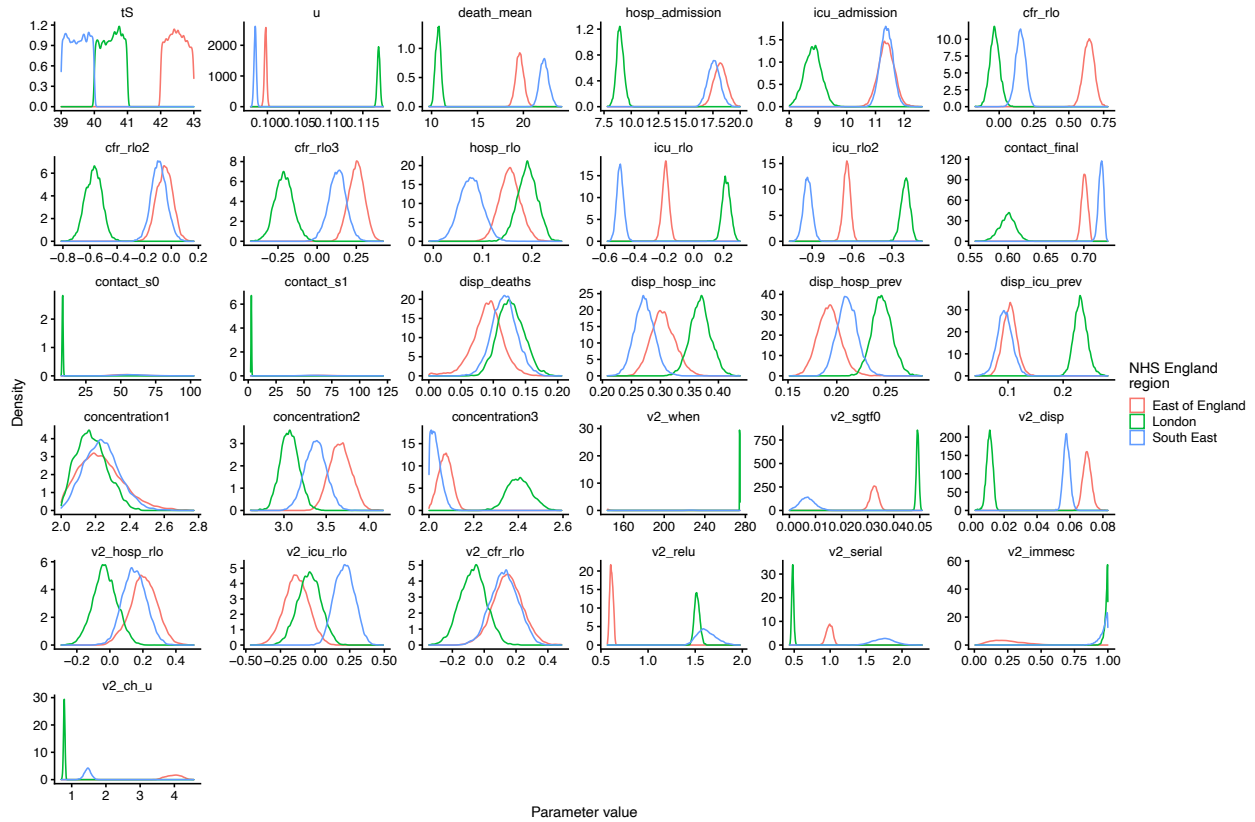 tS
u
death_mean
hosp_admission
icu_admission
cfr_rlo
1.2
0.9
0.6
0.3
0.0
39 40 41 42 43
2000
1000
0
0.100 0.105 0.110 0.115
1.0
0.5
0.0
10 15 20
1.2
0.8
0.4
0.0
7.5 10.0 12.5 15.0 17.5 20.0
1.5
1.0
0.5
0.0
8 9 10 11 12
10.0
7.5
5.0
2.5
0.0
0.00 0.25 0.50 0.75
cfr_rlo2
cfr_rlo3
hosp_rlo
icu_rlo
icu_rlo2
contact_final
6
4
2
0
−0.8 −0.6 −0.4 −0.2 0.0 0.2
8
6
4
2
0
−0.25 0.00 0.25
20
15
10
5
0
0.0 0.1 0.2
15
10
5
0
−0.6 −0.4 −0.2 0.0 0.2
15
10
5
0
−0.9 −0.6 −0.3
120
90
60
30
0
0.55 0.60 0.65 0.70
contact_s0
contact_s1
disp_deaths
disp_hosp_inc
disp_hosp_prev
disp_icu_prev
2
1
0
25 50 75 100
6
4
2
0
0 25 50 75 100 125
20
15
10
5
0
0.00 0.05 0.10 0.15 0.20
20
10
0
0.20 0.25 0.30 0.35 0.40
40
30
20
10
0
0.15 0.20 0.25
30
20
10
0
0.1 0.2
concentration1
concentration2
concentration3
v2_when
v2_sgtf0
v2_disp
4
3
2
1
0
2.0 2.2 2.4 2.6 2.8
3
2
1
0
3.0 3.5 4.0
15
10
5
0
2.0 2.2 2.4 2.6
30
20
10
0
160 200 240 280
750
500
250
0
0.00 0.01 0.02 0.03 0.04 0.05
200
150
100
50
0
0.00 0.02 0.04 0.06 0.08
v2_hosp_rlo
v2_icu_rlo
v2_cfr_rlo
v2_relu
v2_serial
v2_immesc
6
4
2
0
−0.2 0.0 0.2 0.4
5
4
3
2
1
0
−0.50 −0.25 0.00 0.25 0.50
5
4
3
2
1
0
−0.2 0.0 0.2 0.4
20
15
10
5
0
0.5 1.0 1.5 2.0
30
20
10
0
0.5 1.0 1.5 2.0
60
40
20
0
0.00 0.25 0.50 0.75 1.00
v2_ch_u
30
20
10
0
1 2 3 4
Density
Parameter value
NHS England
region
East of England
London
South East